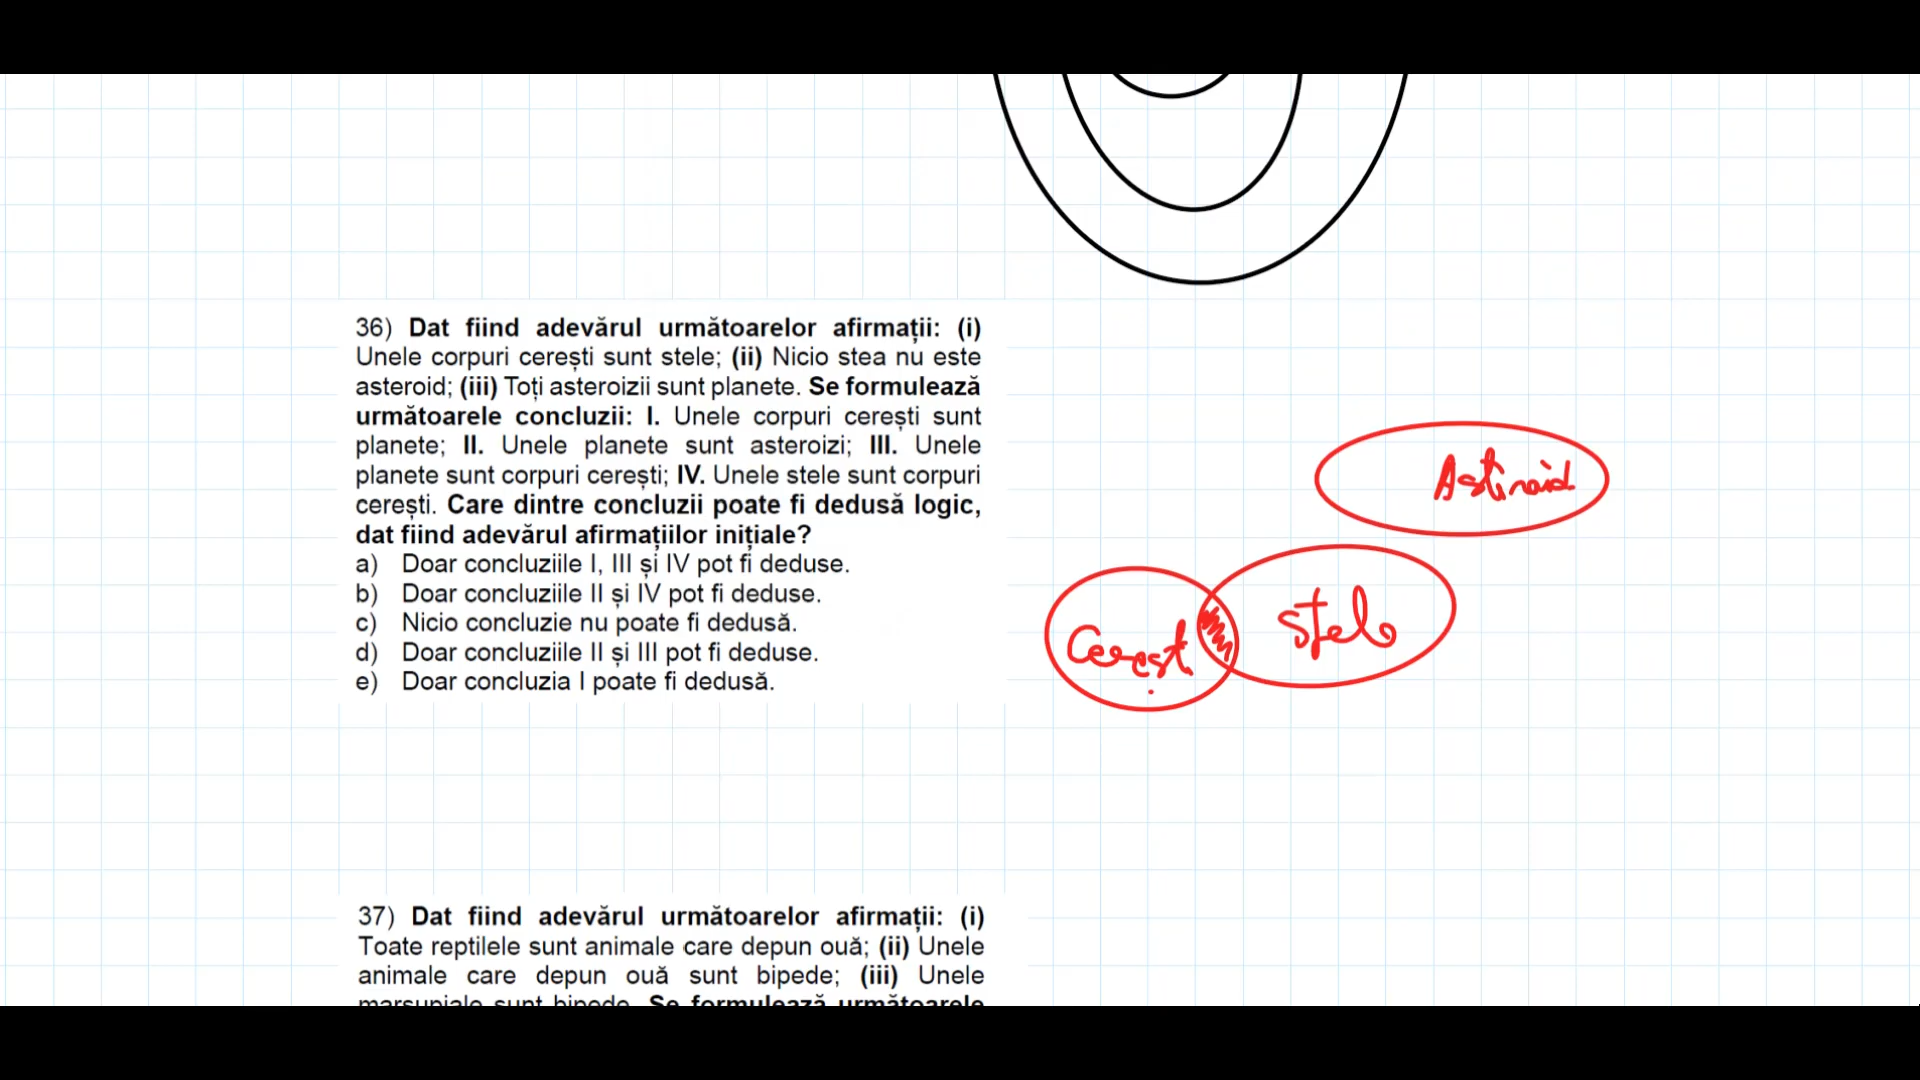 36) Dat fiind adevărul următoarelor afirmații: (i)
Unele corpuri cerești sunt stele; (ii) Nicio stea nu este
asteroid; (iii) Toți asteroizii sunt planete. Se formulează
următoarele concluzii: I. Unele corpuri cerești sunt
planete; II. Unele planete sunt asteroizi; III. Unele
planete sunt corpuri cerești; IV. Unele stele sunt corpuri
cerești. Care dintre concluzii poate fi dedusă logic,
dat fiind adevărul afirmațiilor inițiale?
a) Doar concluziile I, III și IV pot fi deduse.
b) Doar concluziile II și IV pot fi deduse.
c) Nicio concluzie nu poate fi dedusă.
d) Doar concluziile II și III pot fi deduse.
e) Doar concluzia I poate fi dedusă.
Astiroid
Cerest
Stele
37) Dat fiind adevărul următoarelor afirmații: (i)
Toate reptilele sunt animale care depun ouă; (ii) Unele
animale care depun ouă sunt bipede; (iii) Unele
marsupiale sunt bipede. Se formulează următoarele